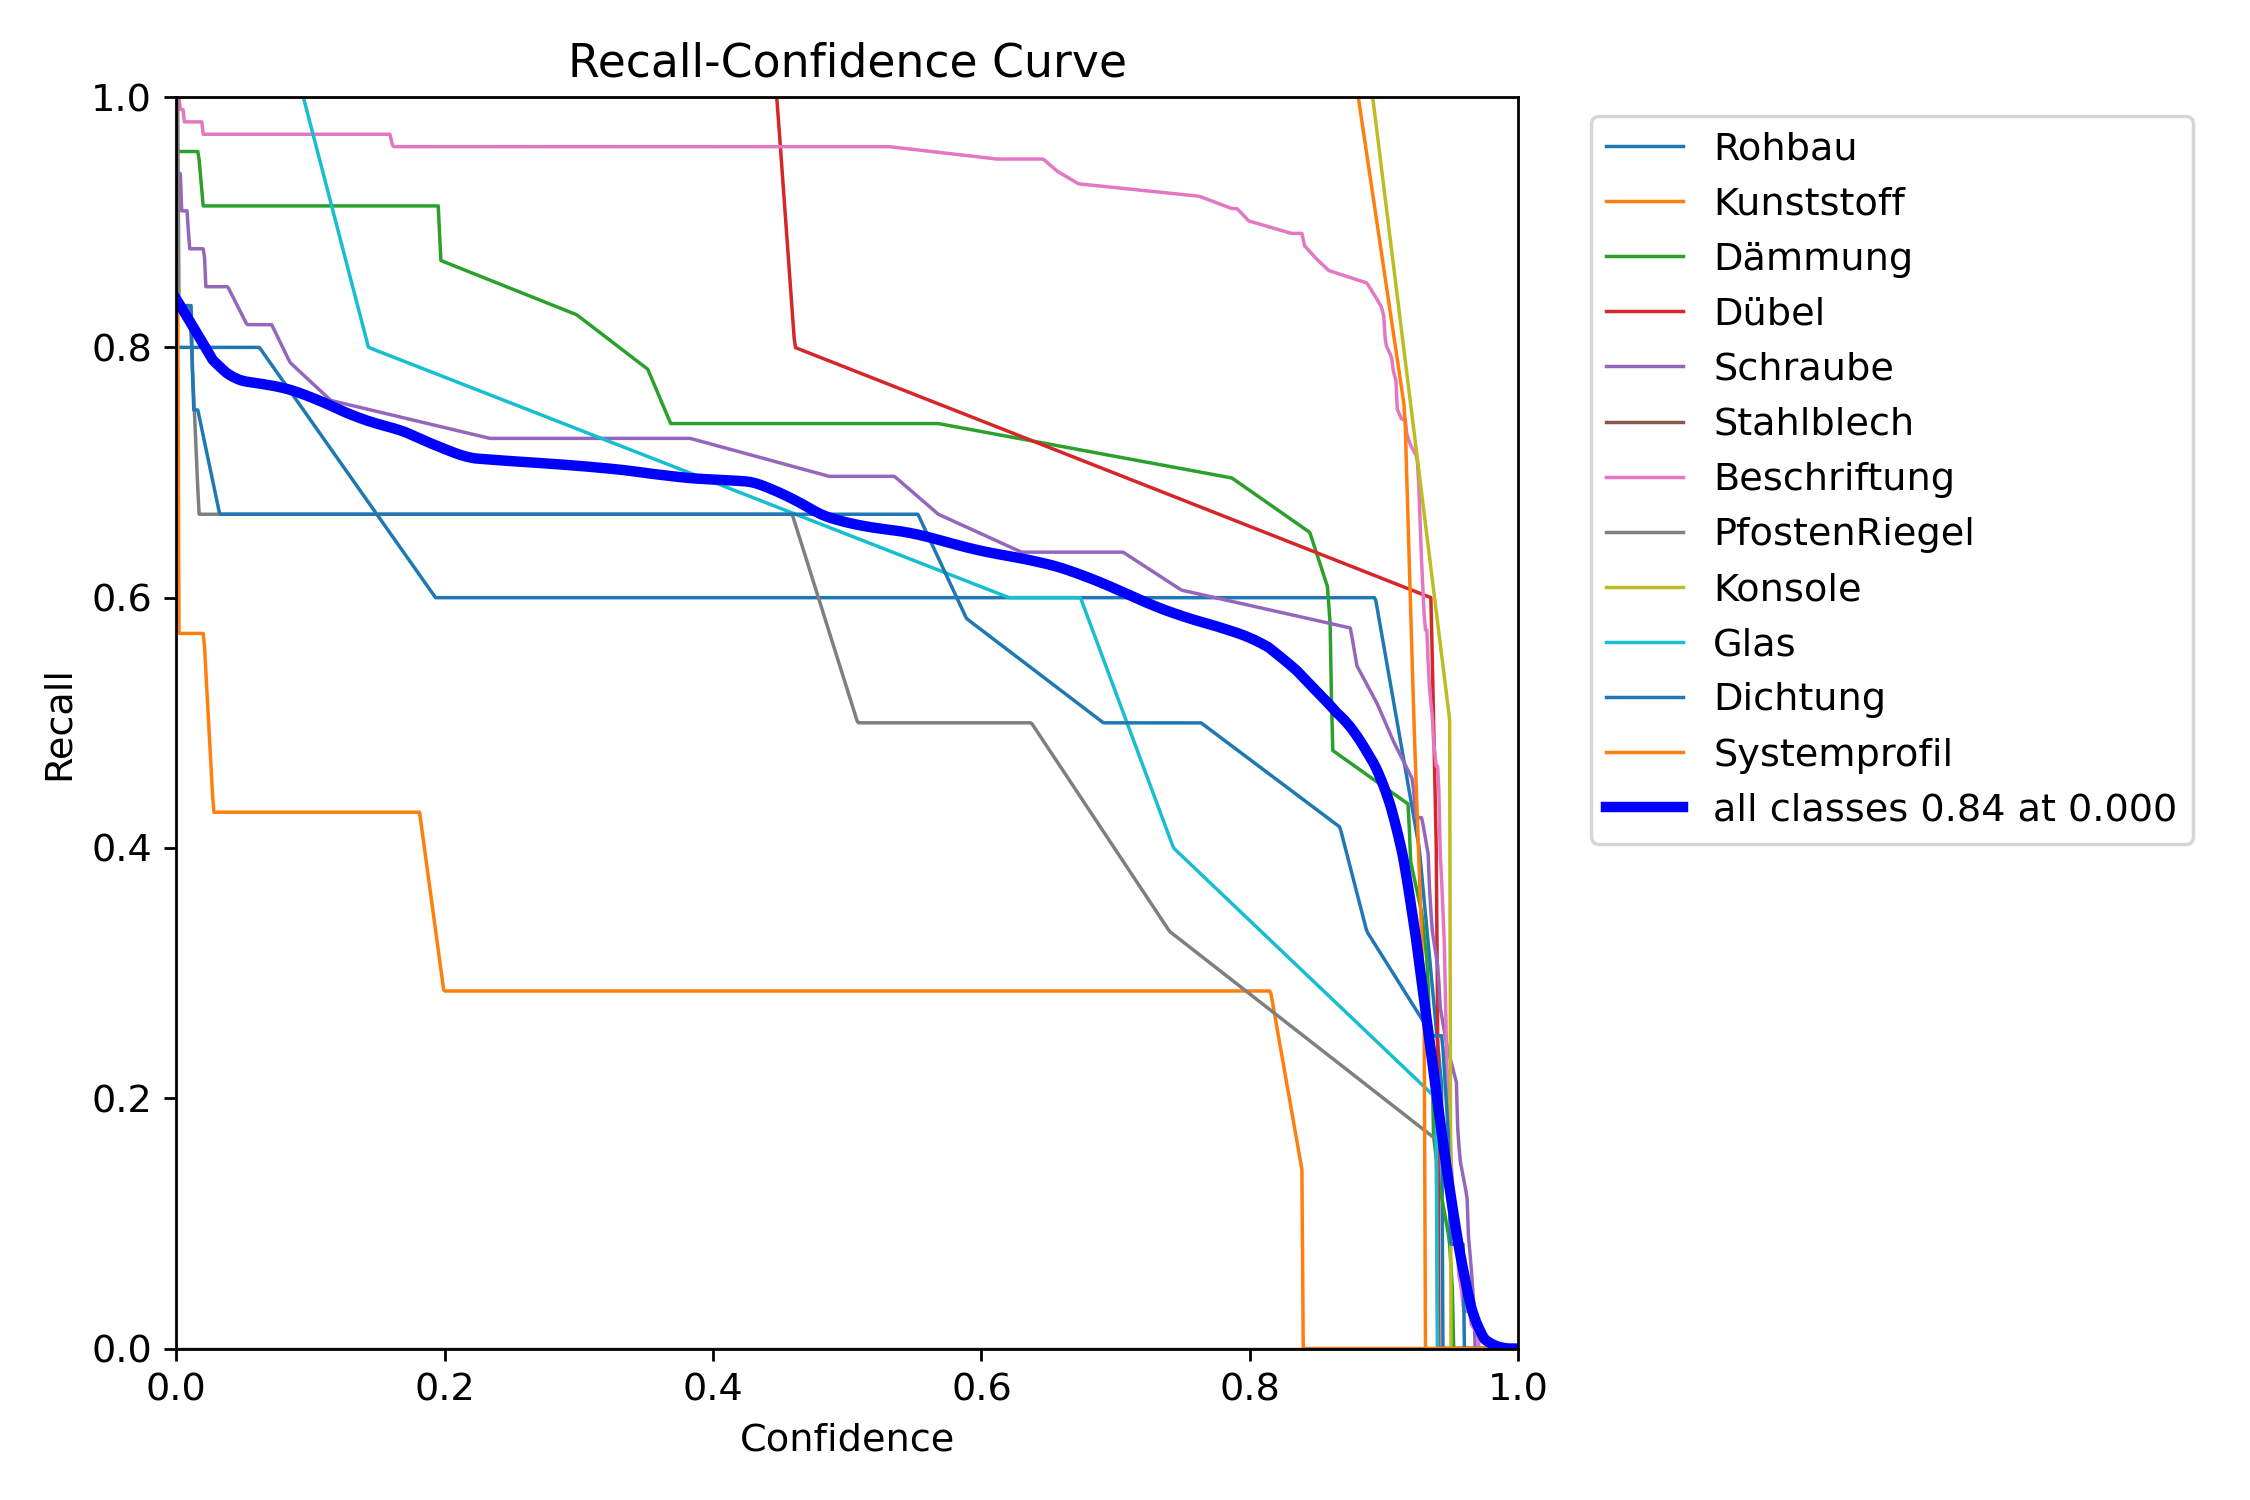 Recall-Confidence Curve
1.0
0.8
0.6
0.4
0.2
0.0
Recall
0.0 0.2 0.4 0.6 0.8 1.0
Confidence
Rohbau
Kunststoff
Dämmung
Dübel
Schraube
Stahlblech
Beschriftung
PfostenRiegel
Konsole
Glas
Dichtung
Systemprofil
all classes 0.84 at 0.000